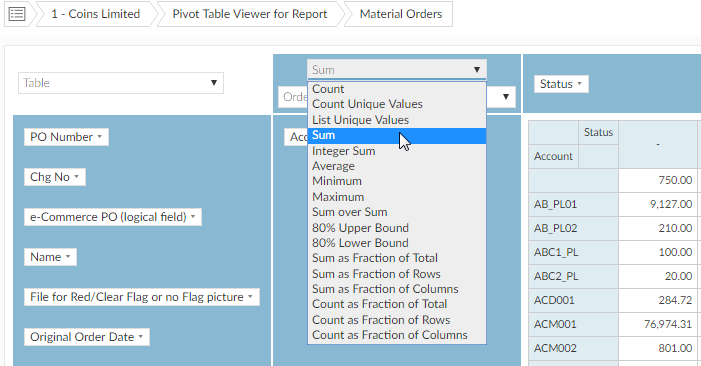 1 - Coins Limited
Pivot Table Viewer for Report
Material Orders
Table
Sum
Orde
Status
Count
Count Unique Values
List Unique Values
Sum
Integer Sum
Average
Minimum
Maximum
Sum over Sum
80% Upper Bound
80% Lower Bound
Sum as Fraction of Total
Sum as Fraction of Rows
Sum as Fraction of Columns
Count as Fraction of Total
Count as Fraction of Rows
Count as Fraction of Columns
PO Number
Acc
Chg No
e-Commerce PO (logical field)
Name
File for Red/Clear Flag or no Flag picture
Original Order Date
Status
-
Account
750.00
AB_PL01 9,127.00
AB_PL02 210.00
ABC1_PL 100.00
ABC2_PL 20.00
ACD001 284.72
ACM001 76,974.31
ACM002 801.00